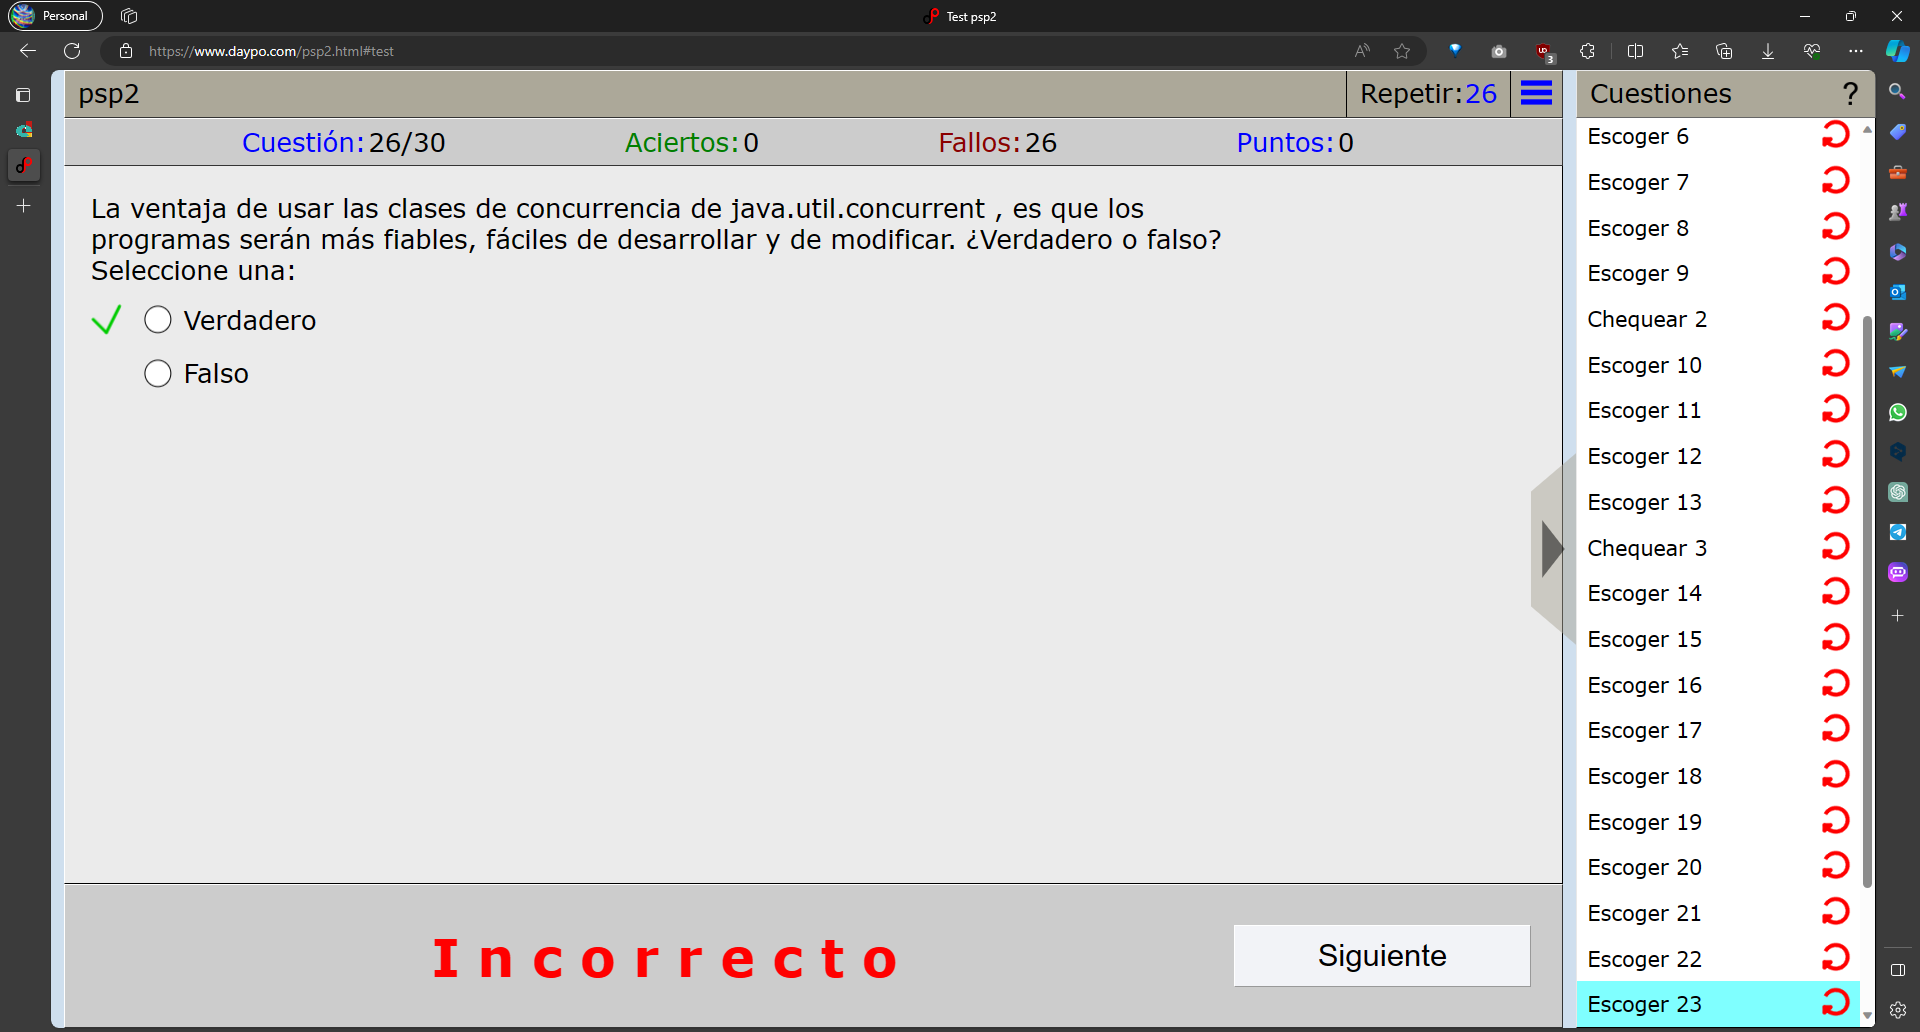 Personal
Test psp2
https://www.daypo.com/psp2.html#test
3
psp2
Repetir:26
Cuestiones
?
Cuestión:26/30
Aciertos:0
Fallos:26
Puntos:0
La ventaja de usar las clases de concurrencia de java.util.concurrent , es que los
programas serán más fiables, fáciles de desarrollar y de modificar. ¿Verdadero o falso?
Seleccione una:
Verdadero
Falso
Incorrecto
Siguiente
Escoger 6
Escoger 7
Escoger 8
Escoger 9
Chequear 2
Escoger 10
Escoger 11
Escoger 12
Escoger 13
Chequear 3
Escoger 14
Escoger 15
Escoger 16
Escoger 17
Escoger 18
Escoger 19
Escoger 20
Escoger 21
Escoger 22
Escoger 23